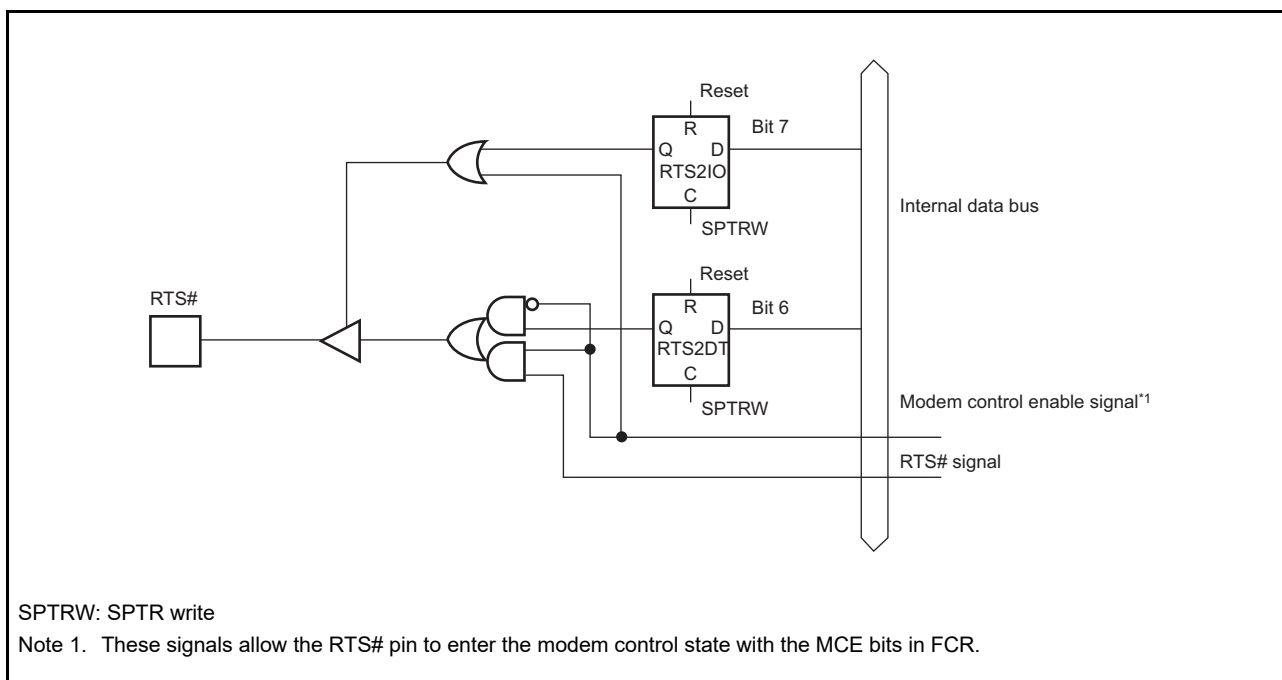 Reset
R
Bit 7
Q D
RTS2IO
C
SPTRW
Internal data bus
Reset
RTS#
R
Bit 6
Q D
RTS2DT
C
SPTRW
Modem control enable signal*1
RTS# signal
SPTRW: SPTR write
Note 1. These signals allow the RTS# pin to enter the modem control state with the MCE bits in FCR.